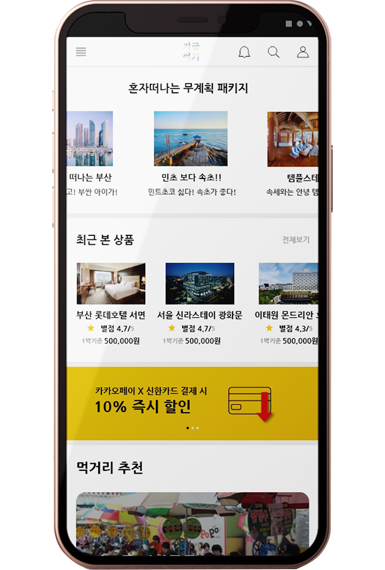 지금
여기
혼자떠나는 무계획 패키지
떠나는 부산
고! 부싼 아이가!
민초 보다 속초!!
민트초코 싫다! 속초가 좋다!
템플스테
속세와는 안녕 템
최근 본 상품
전체보기
부산 롯데호텔 서면
별점 4,7/5
1박기준 500,000원
서울 신라스테이 광화문
별점 4,7/5
1박기준 500,000원
이태원 몬드리안 호
별점 4,3/5
1박기준 500,000원
카카오페이 X 신한카드 결제 시
10% 즉시 할인
먹거리 추천